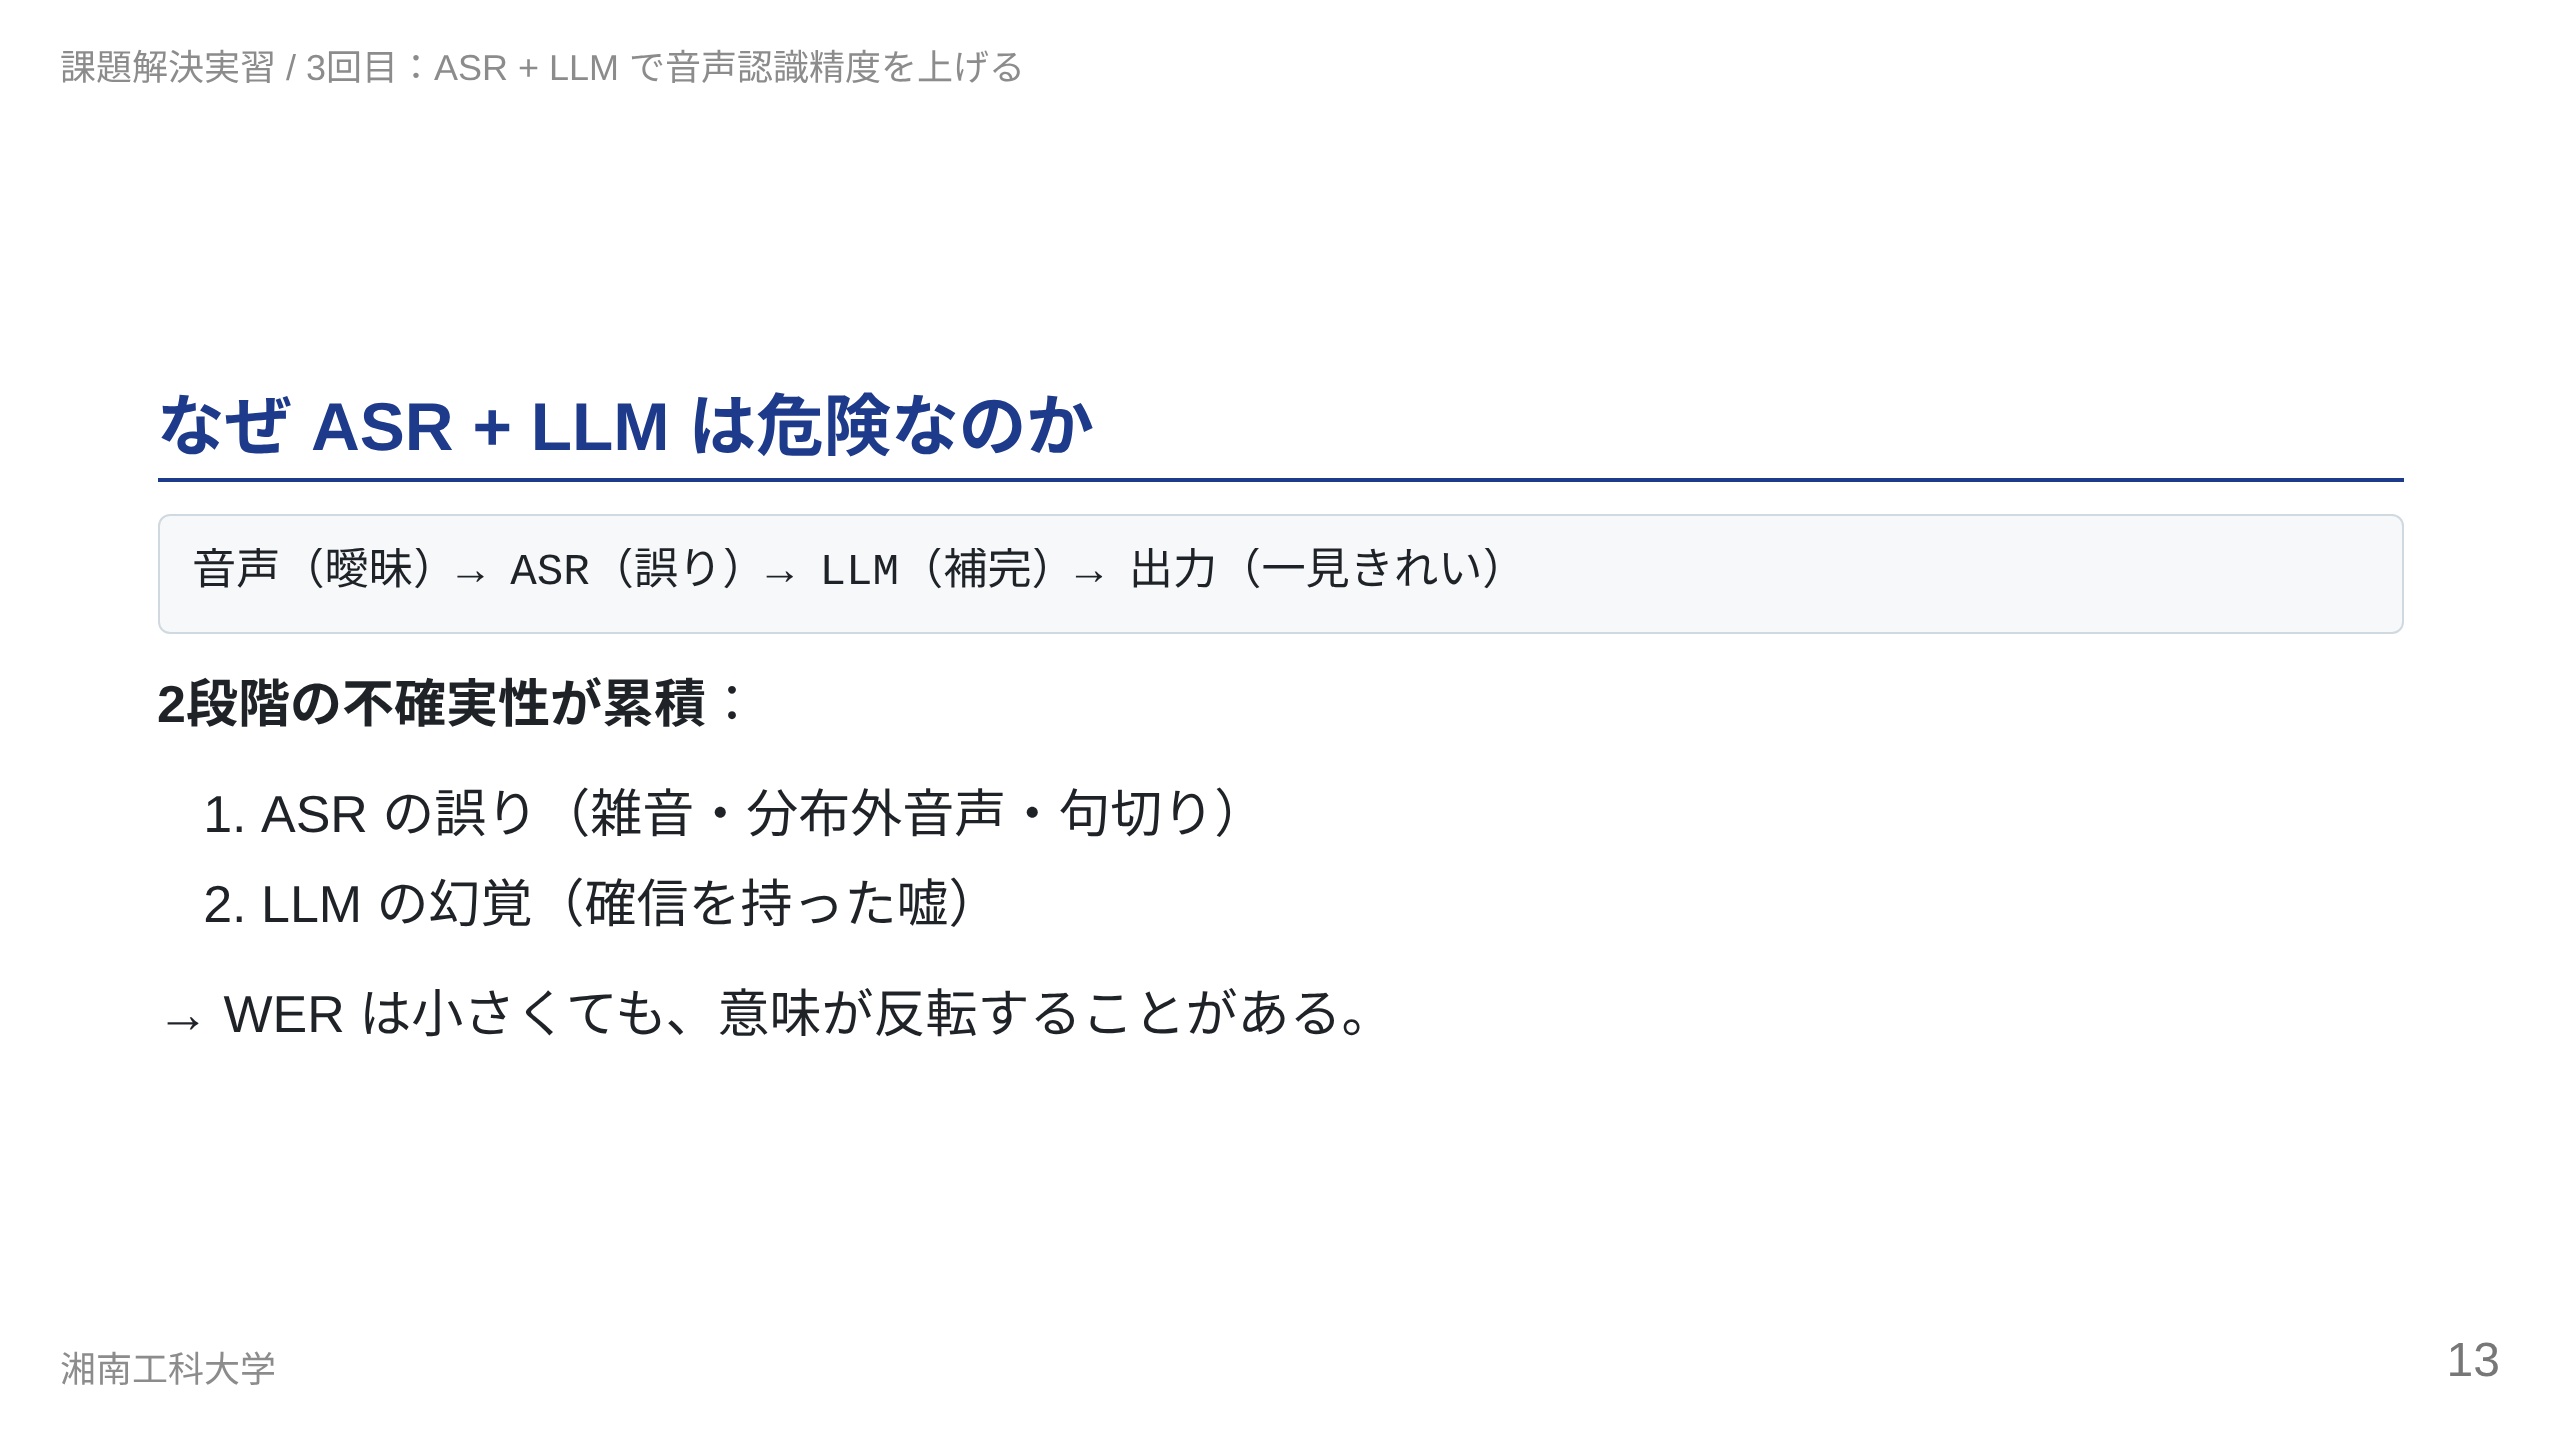 課題解決実習 / 3回目：ASR + LLM で音声認識精度を上げる
なぜ ASR + LLM は危険なのか
音声（曖昧）→ ASR（誤り）→ LLM（補完）→ 出力（一見きれい）
2段階の不確実性が累積：
1. ASR の誤り（雑音・分布外音声・句切り）
2. LLM の幻覚（確信を持った嘘）
→ WER は小さくても、意味が反転することがある。
湘南工科大学
13